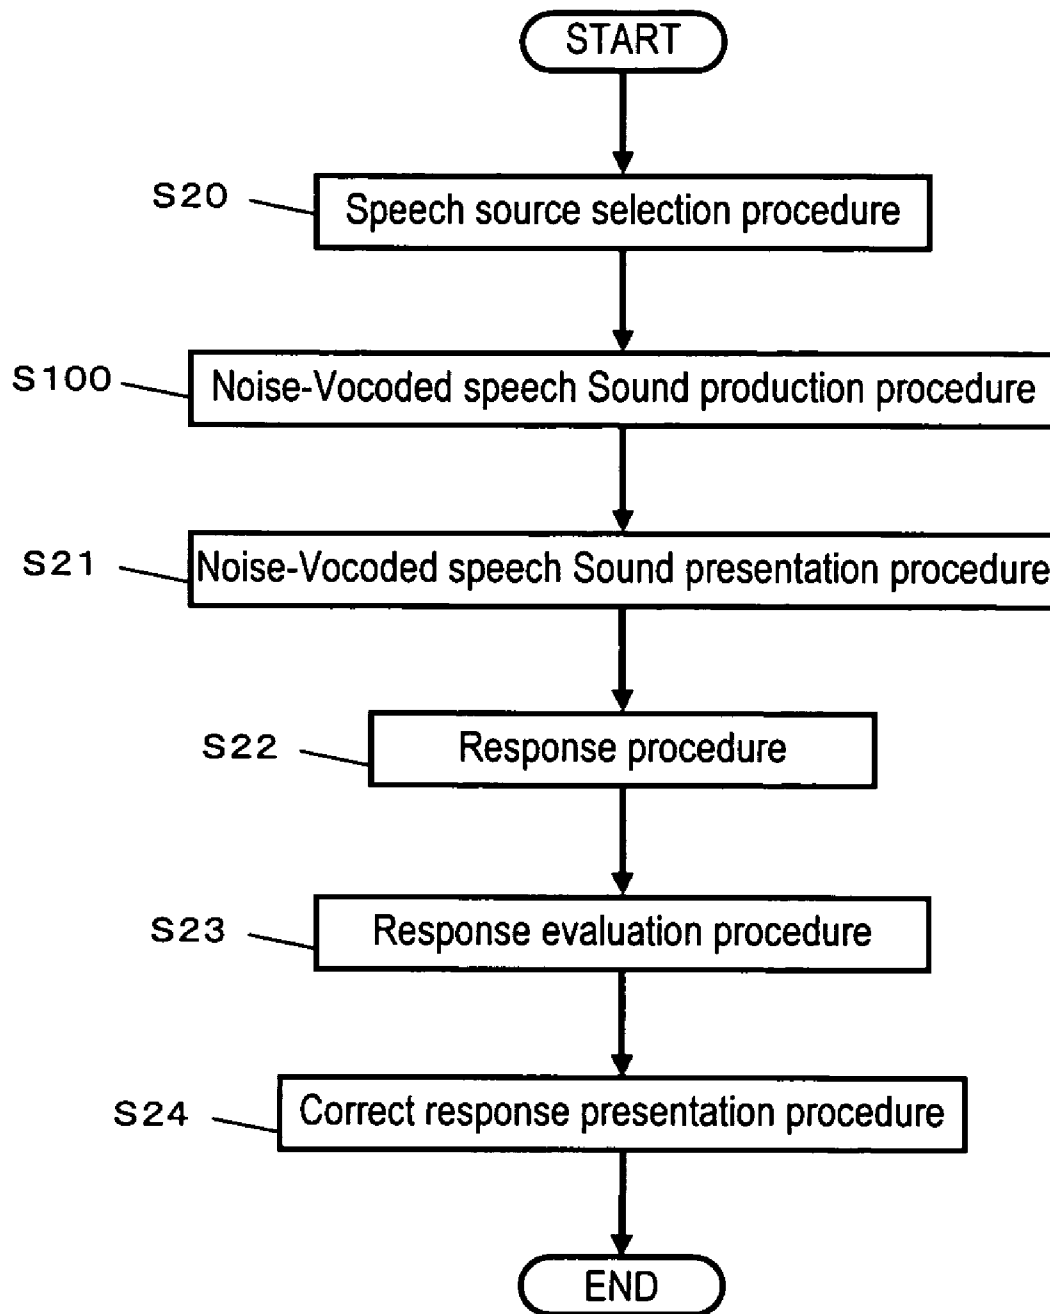 START
S20
Speech source selection procedure
S100
Noise-Vocoded speech Sound production procedure
S21
Noise-Vocoded speech Sound presentation procedure
S22
Response procedure
S23
Response evaluation procedure
S24
Correct response presentation procedure
END